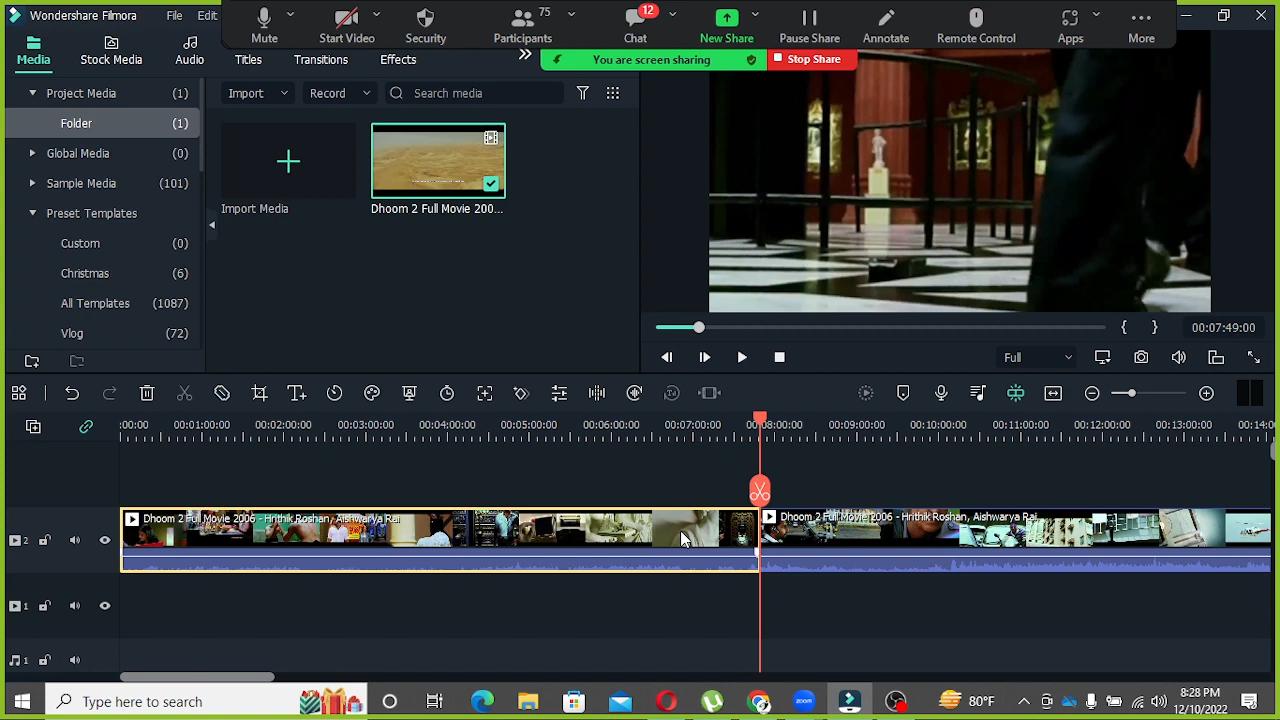 Wondershare Filmora
File
Edit
Mute
Start Video
Security
75
Participants
12
Chat
New Share
Pause Share
Annotate
Remote Control
Apps
More
You are screen sharing
Stop Share
Media
Audio
Titles
Transitions
Effects
Project Media (1)
Folder (1)
Global Media (0)
Sample Media (101)
Preset Templates
Custom (0)
Christmas (6)
All Templates (1087)
Vlog (72)
Import
Record
Search media
Import Media
Dhoom 2 Full Movie 200...
00:07:49:00
Full
:00:00 00:01:00:00 00:02:00:00 00:03:00:00 00:04:00:00 00:05:00:00 00:06:00:00 00:07:00:00 00:08:00:00 00:09:00:00 00:10:00:00 00:11:00:00 00:12:00:00 00:13:00:00 00:14:0
Dhoom 2 Full Movie 2006 - Hrithik Roshan, Aishwarya Rai
Dhoom 2 Full Movie 2006 - Hrithik Roshan, Aishwarya Rai
2
1
1
Type here to search
zoom
80°F
8:28 PM
12/10/2022